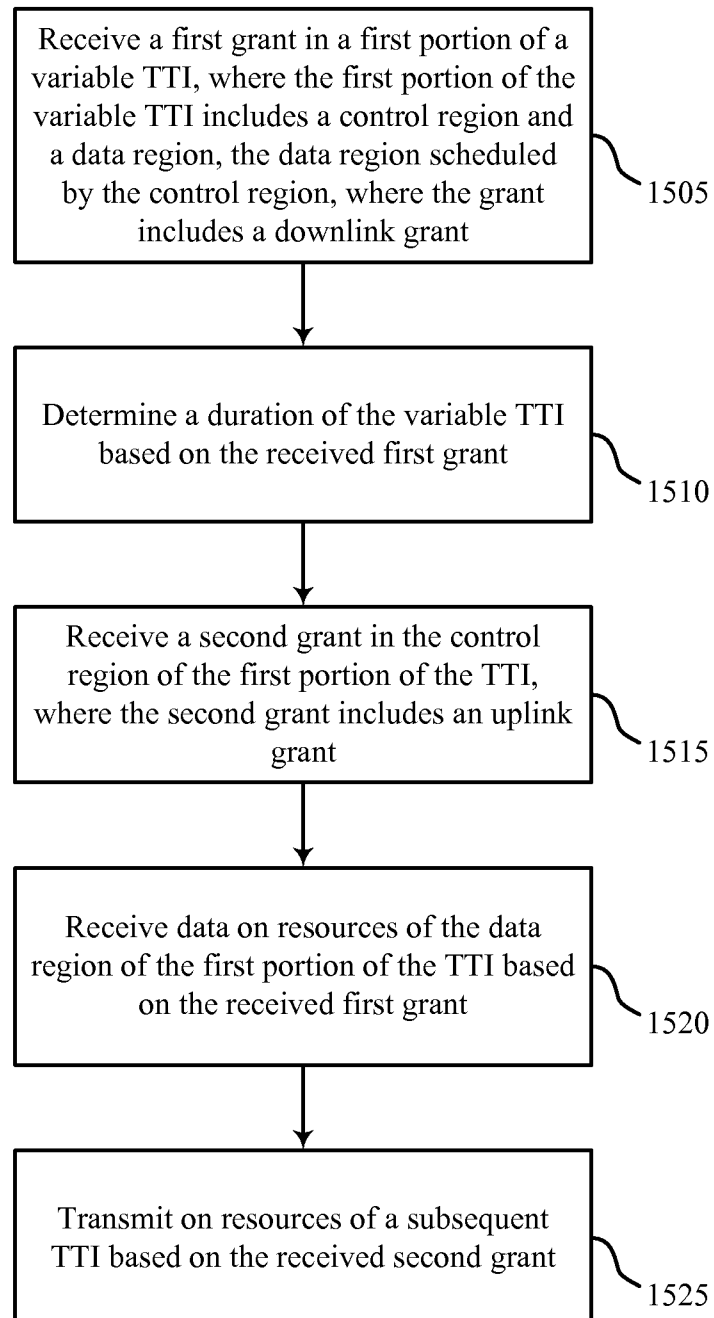 Receive a first grant in a first portion of a
variable TTI, where the first portion of the
variable TTI includes a control region and
a data region, the data region scheduled
by the control region, where the grant
includes a downlink grant
1505
Determine a duration of the variable TTI
based on the received first grant
1510
Receive a second grant in the control
region of the first portion of the TTI,
where the second grant includes an uplink
grant
1515
Receive data on resources of the data
region of the first portion of the TTI based
on the received first grant
1520
Transmit on resources of a subsequent
TTI based on the received second grant
1525